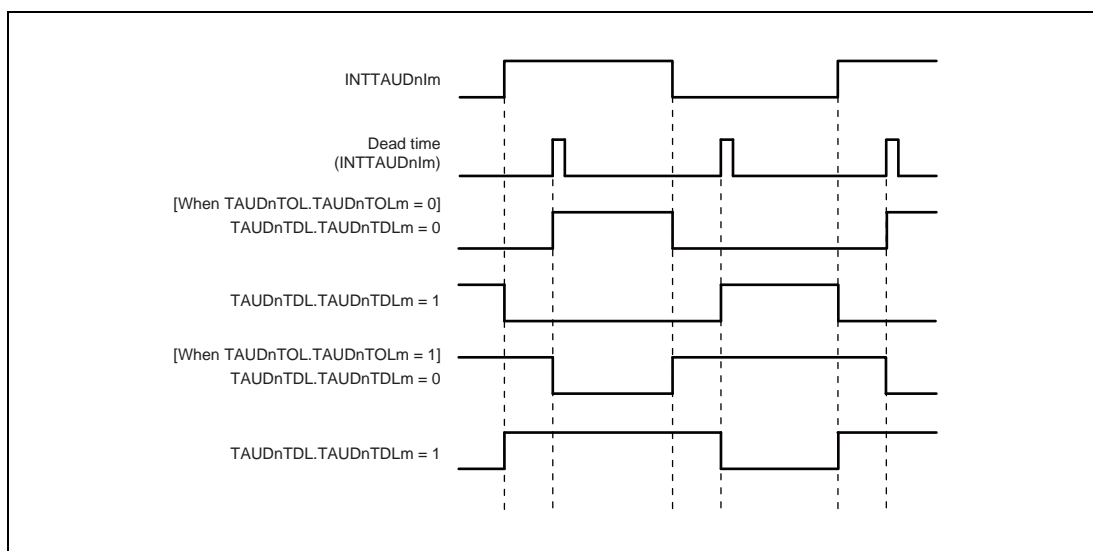 INTTAUDnIm
Dead time
(INTTAUDnIm)
[When TAUDnTOL.TAUDnTOLm = 0]
TAUDnTDL.TAUDnTDLm = 0
TAUDnTDL.TAUDnTDLm = 1
[When TAUDnTOL.TAUDnTOLm = 1]
TAUDnTDL.TAUDnTDLm = 0
TAUDnTDL.TAUDnTDLm = 1